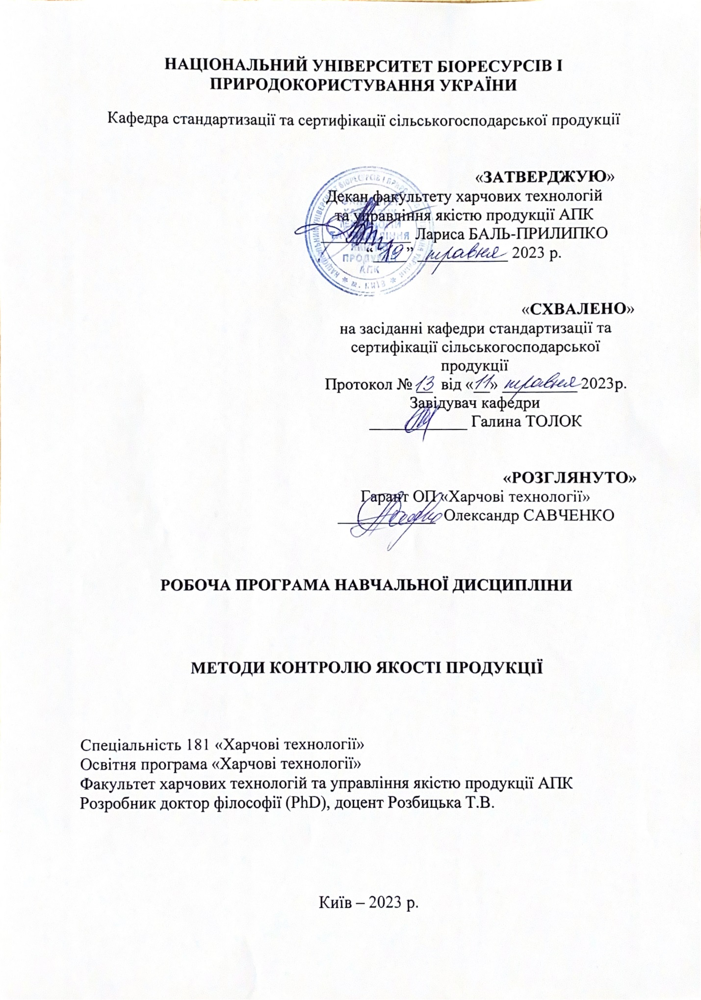 НАЦІОНАЛЬНИЙ УНІВЕРСИТЕТ БІОРЕСУРСІВ І
ПРИРОДОКОРИСТУВАННЯ УКРАЇНИ
Кафедра стандартизації та сертифікації сільськогосподарської продукції
«ЗАТВЕРДЖУЮ»
Декан факультету харчових технологій
та управління якістю продукції АПК
Лариса БАЛЬ-ПРИЛИПКО
“19” травня 2023 р.
«СХВАЛЕНО»
на засіданні кафедри стандартизації та
сертифікації сільськогосподарської
продукції
Протокол № 13 від «11» травня 2023р.
Завідувач кафедри
Галина ТОЛОК
«РОЗГЛЯНУТО»
Гарант ОП «Харчові технології»
Олександр САВЧЕНКО
РОБОЧА ПРОГРАМА НАВЧАЛЬНОЇ ДИСЦИПЛІНИ
МЕТОДИ КОНТРОЛЮ ЯКОСТІ ПРОДУКЦІЇ
Спеціальність 181 «Харчові технології»
Освітня програма «Харчові технології»
Факультет харчових технологій та управління якістю продукції АПК
Розробник доктор філософії (PhD), доцент Розбицька Т.В.
Київ – 2023 р.